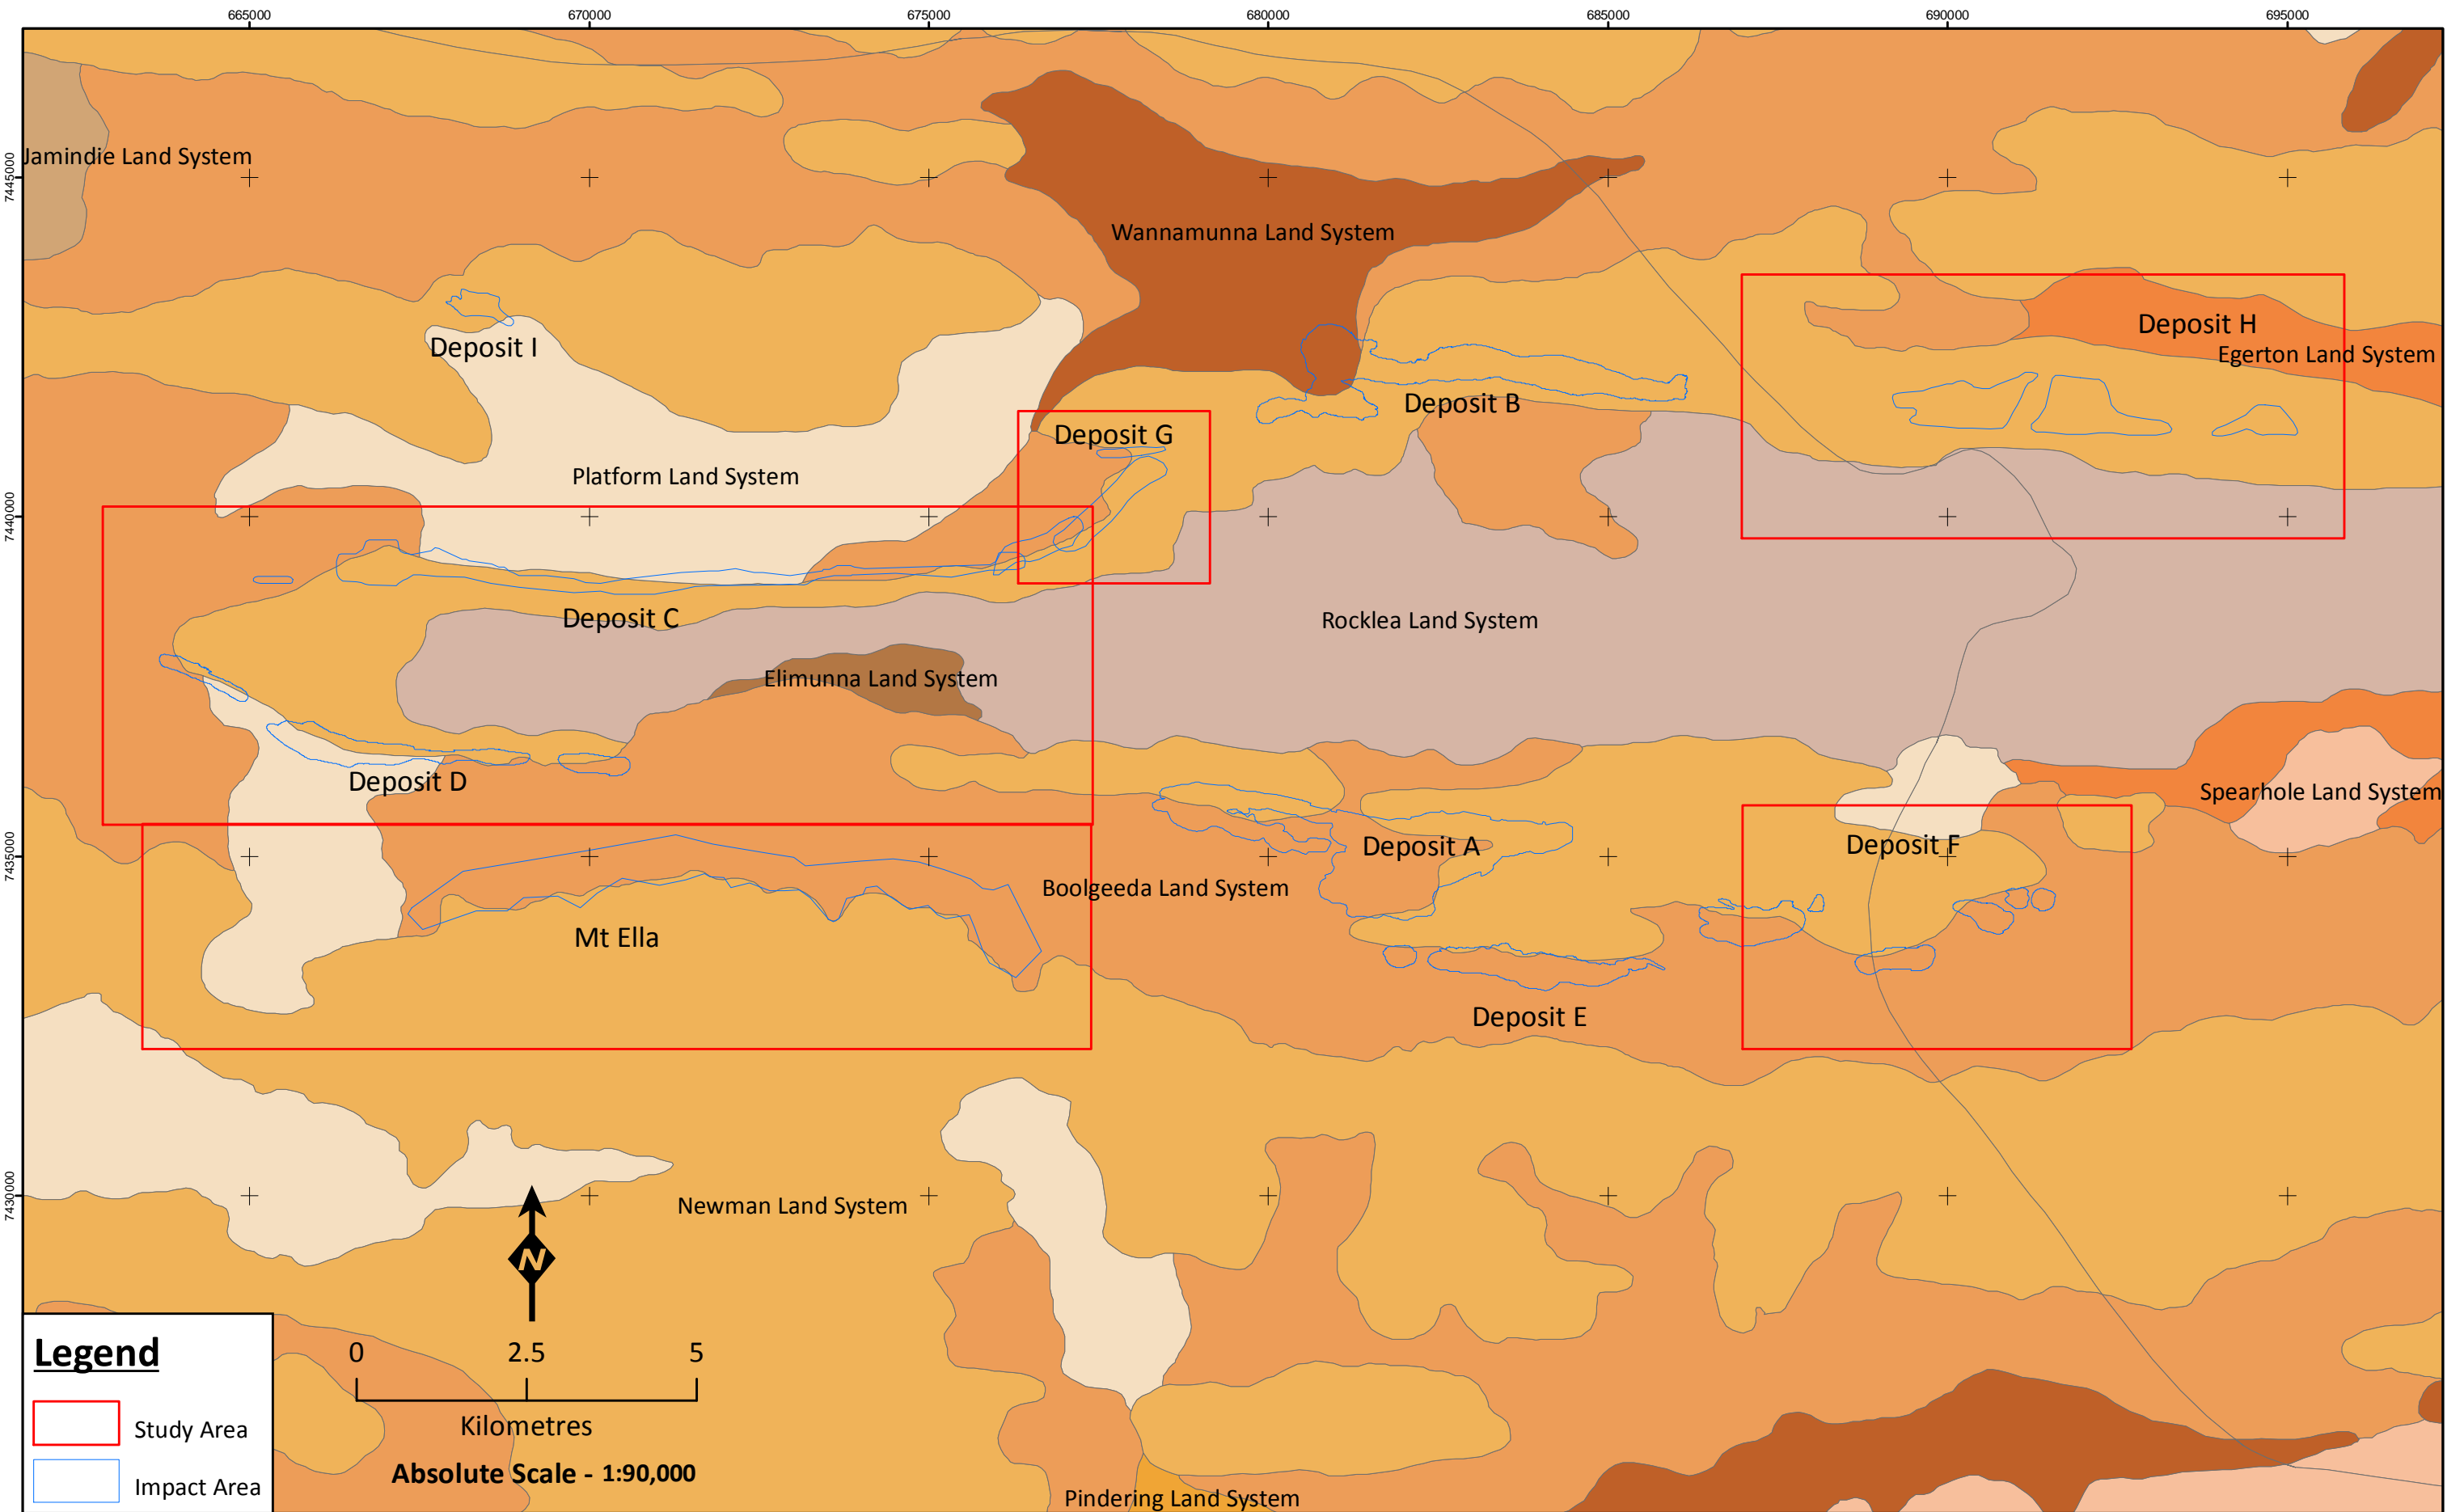 665000 670000 675000 680000 685000 690000 695000
7445000
7440000
7435000
7430000
Jamindie Land System
Wannamunna Land System
Deposit H
Egerton Land System
Deposit I
Deposit B
Deposit G
Platform Land System
Deposit C
Rocklea Land System
Elimunna Land System
Deposit D
Spearhole Land System
Deposit A
Deposit F
Boolgeeda Land System
Mt Ella
Deposit E
Newman Land System
N
Legend
Study Area
Impact Area
0 2.5 5
Kilometres
Absolute Scale - 1:90,000
Pindering Land System